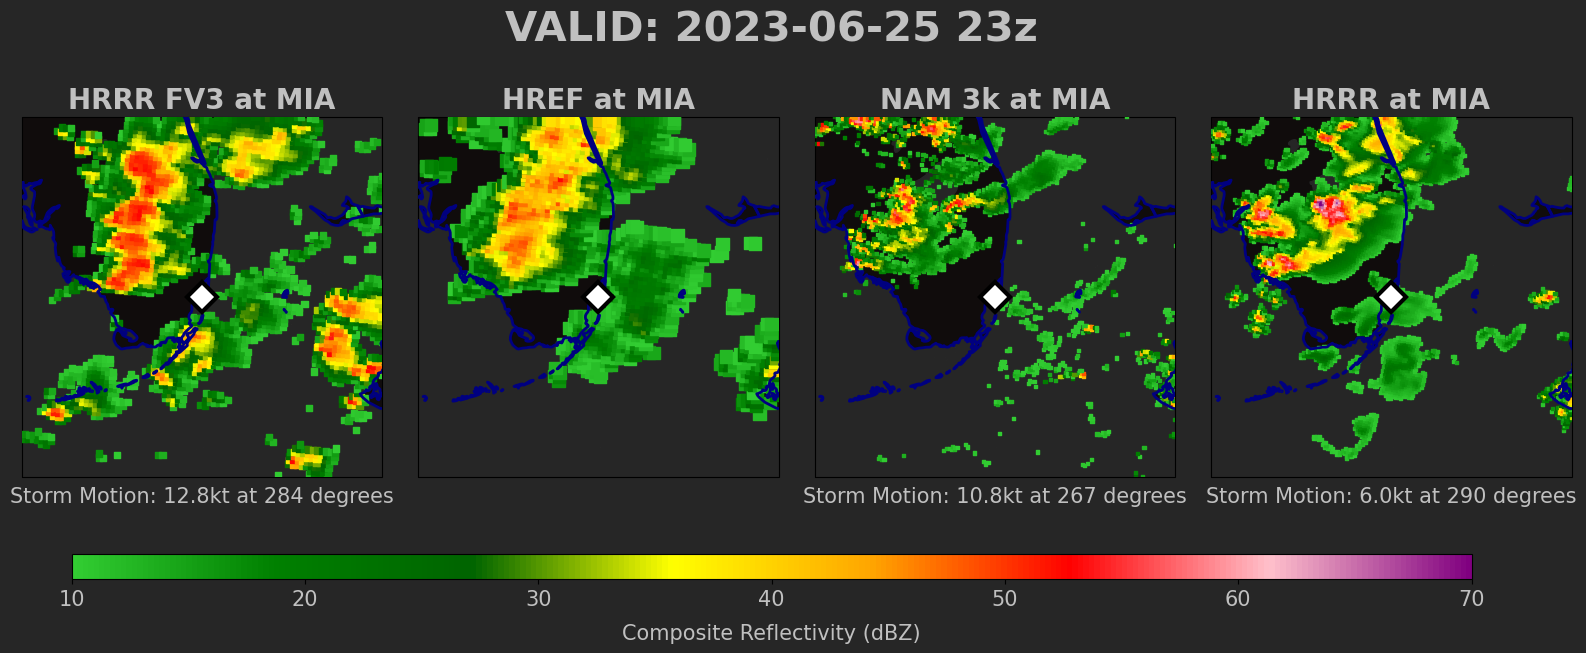 VALID: 2023-06-25 23z
HRRR FV3 at MIA
HREF at MIA
NAM 3k at MIA
HRRR at MIA
Storm Motion: 12.8kt at 284 degrees
Storm Motion: 10.8kt at 267 degrees
Storm Motion: 6.0kt at 290 degrees
10 20 30 40 50 60 70
Composite Reflectivity (dBZ)